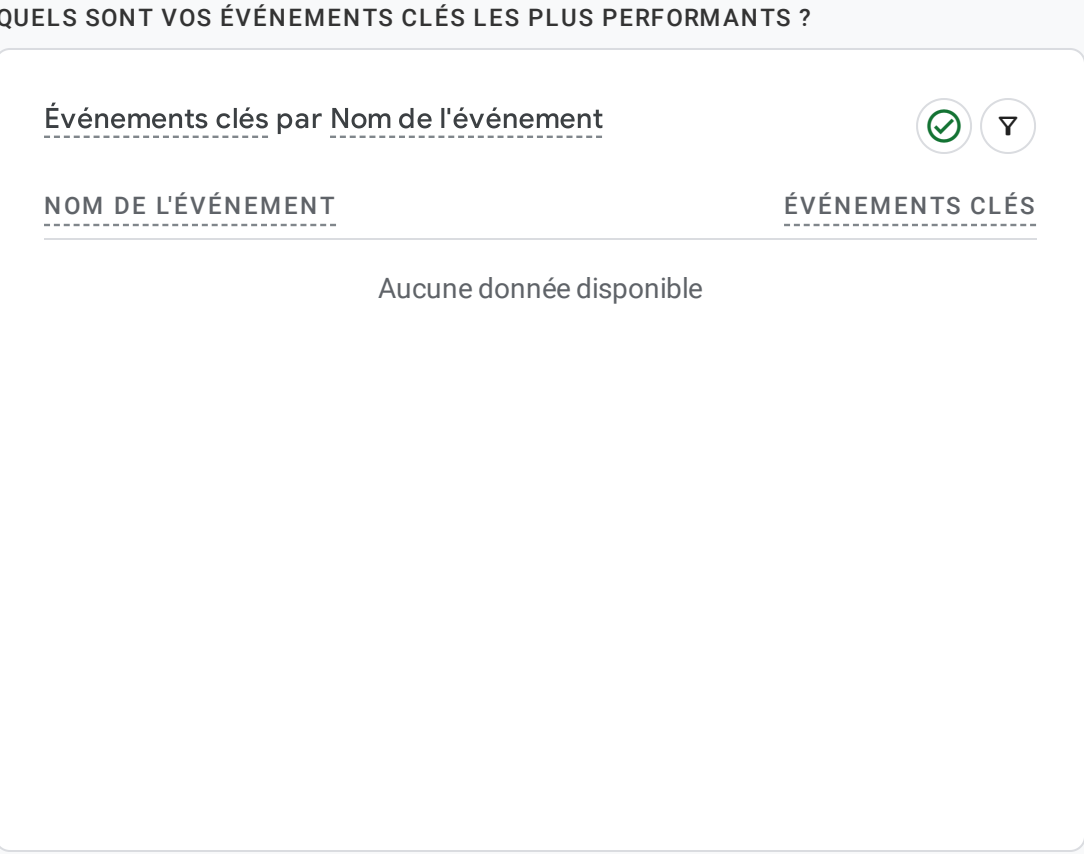 QUELS SONT VOS ÉVÉNEMENTS CLÉS LES PLUS PERFORMANTS ?
Événements clés par Nom de l'événement
NOM DE L'ÉVÉNEMENT ÉVÉNEMENTS CLÉS
Aucune donnée disponible